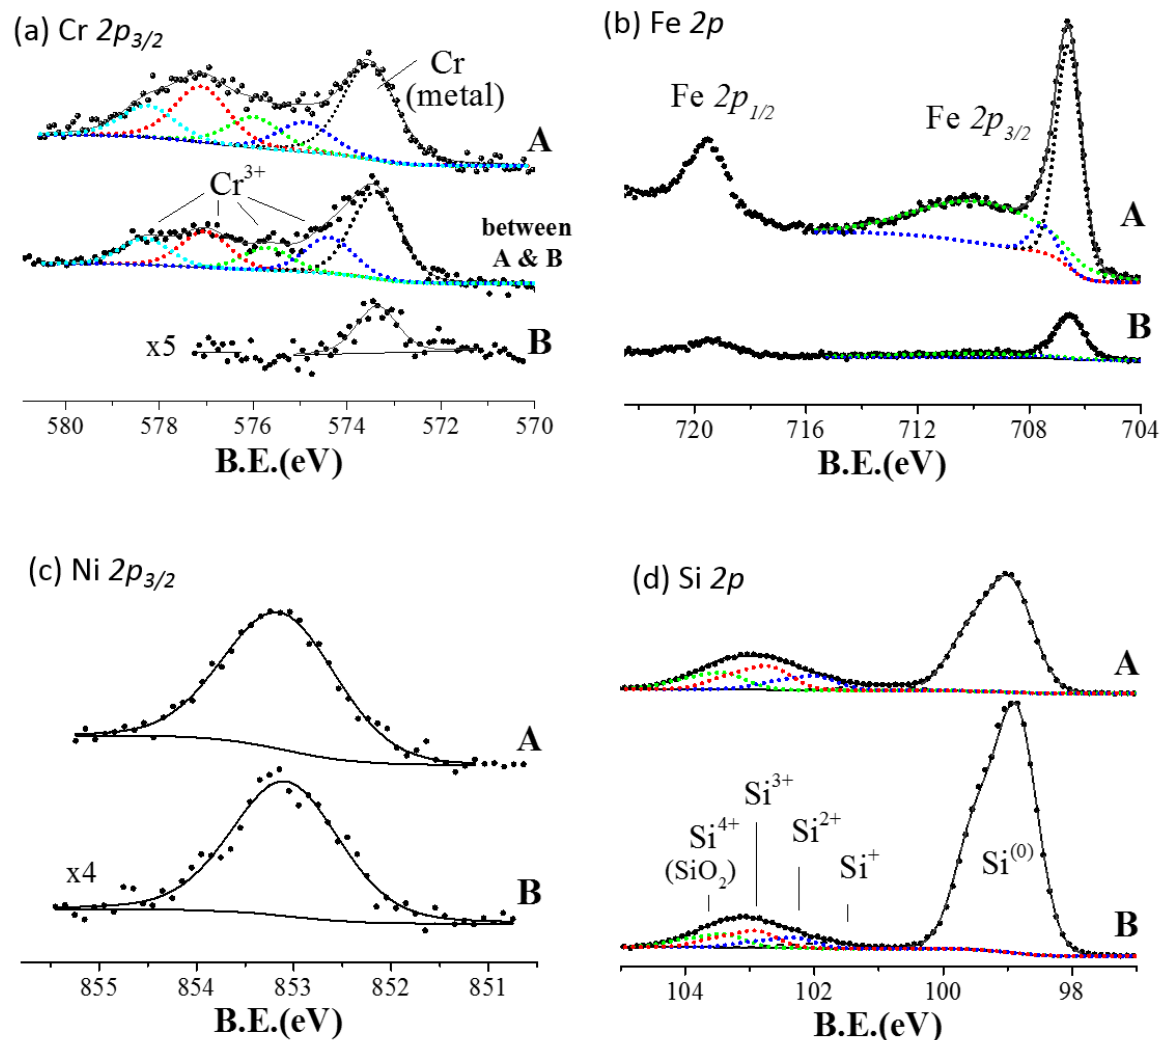 (a) Cr 2p3/2
Cr
(metal)
A
Cr3+
between
A & B
x5
B
580 578 576 574 572 570
B.E.(eV)
(b) Fe 2p
Fe 2p1/2
Fe 2p3/2
A
B
720 716 712 708 704
B.E.(eV)
(c) Ni 2p3/2
A
x4
B
855 854 853 852 851
B.E.(eV)
(d) Si 2p
A
Si3+
Si4+
(SiO2)
Si2+
Si+
Si(0)
B
104 102 100 98
B.E.(eV)